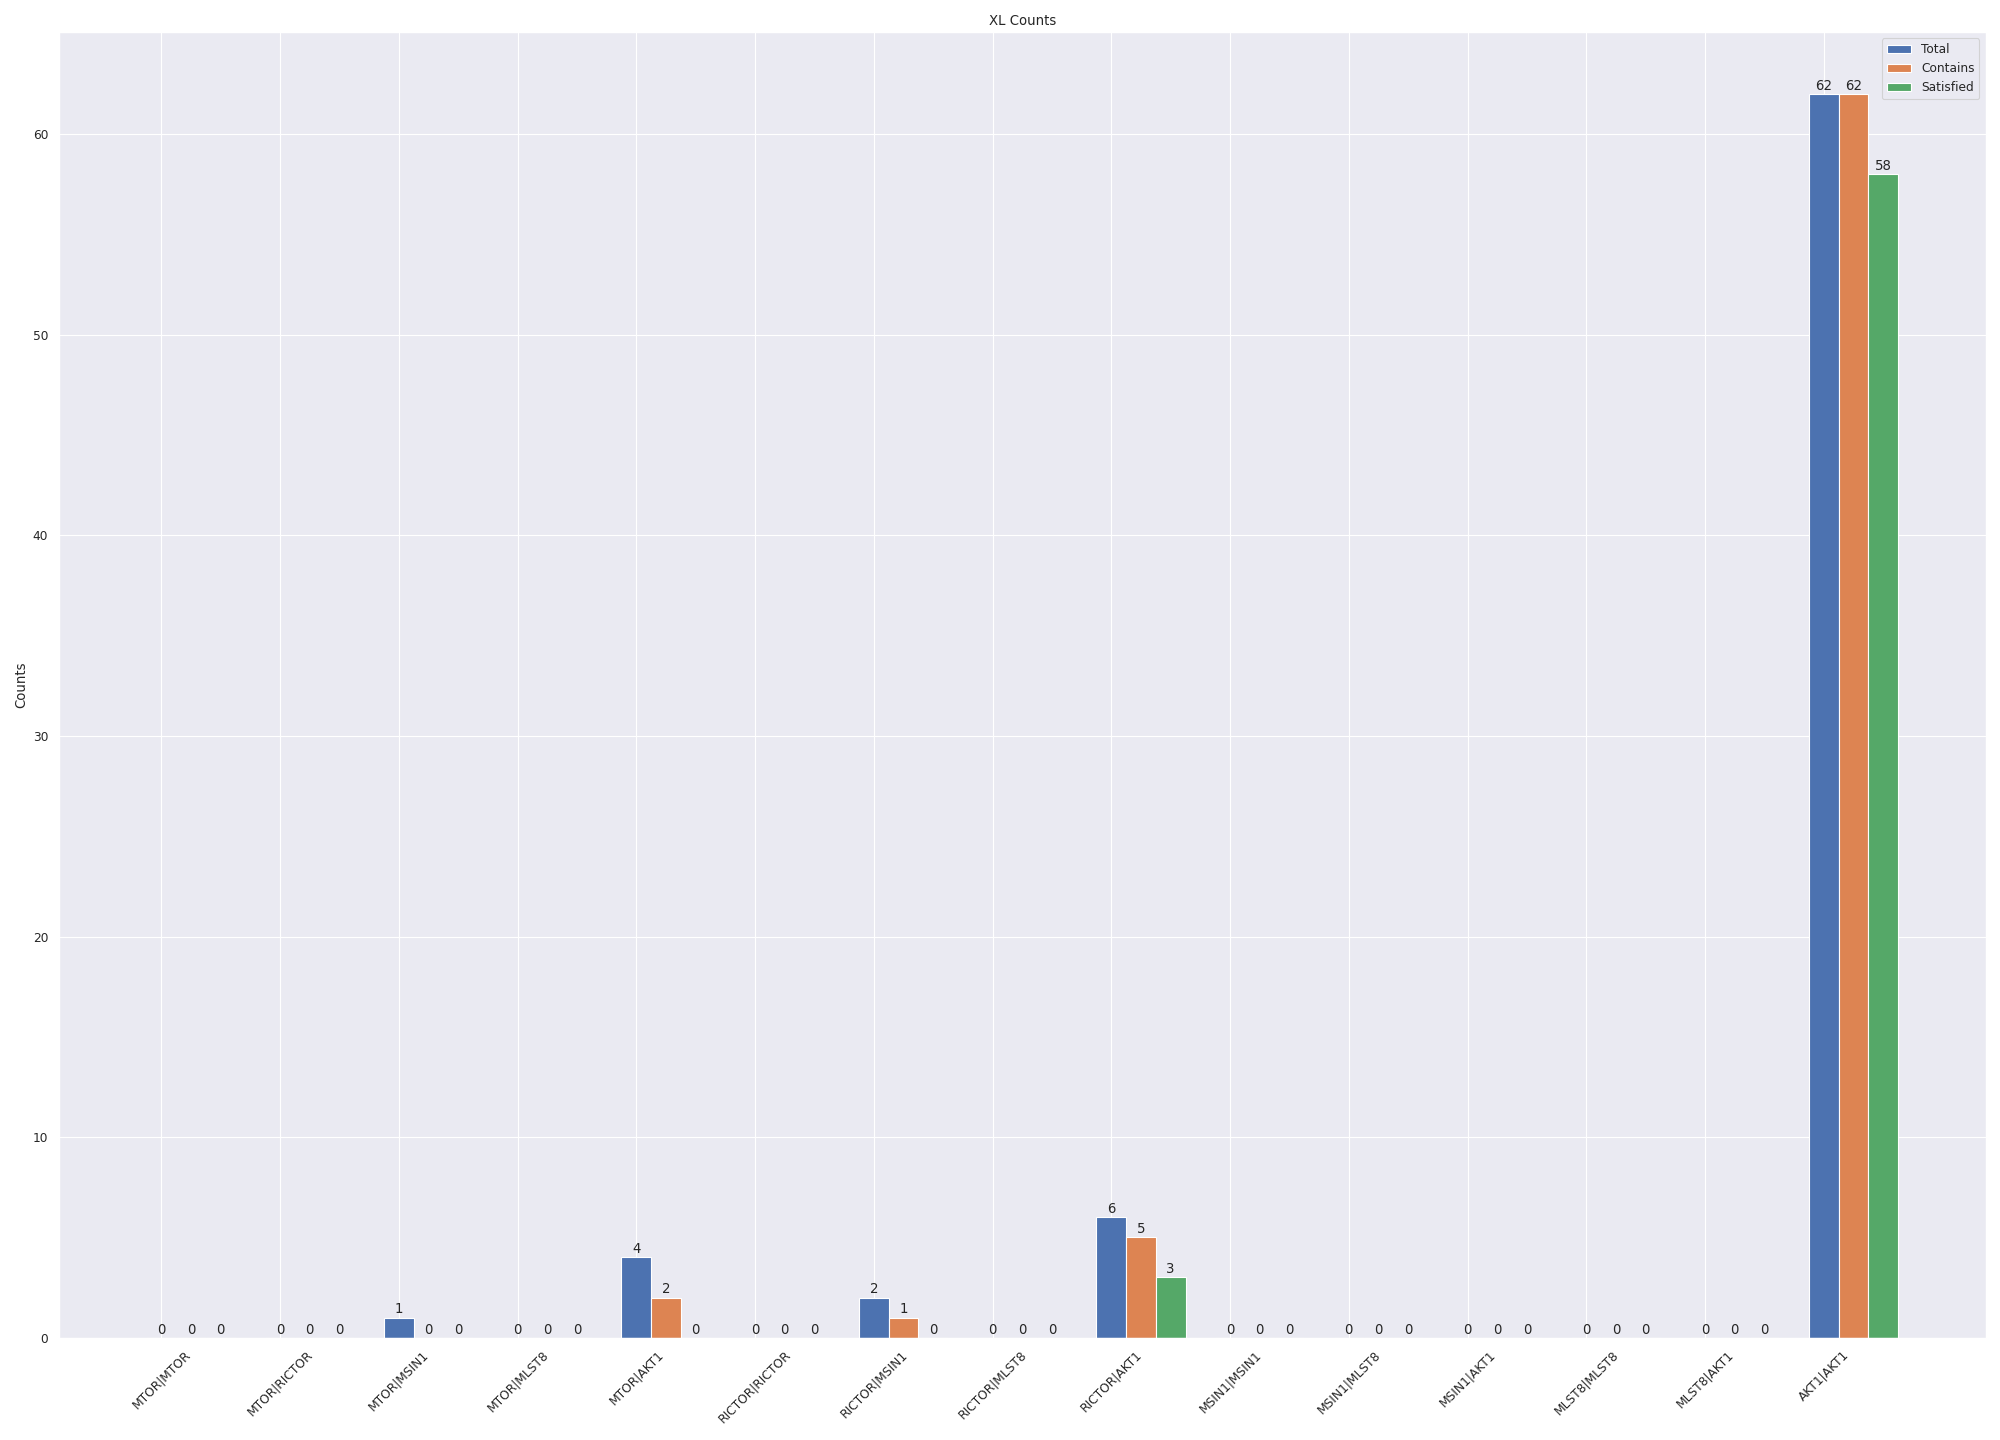 XL Counts
Total
Contains
Satisfied
Counts
60
50
40
30
20
10
0
62 62
58
6
5
3
4
2
2
1
1
0 0 0 0 0 0 0 0 0 0 0 0 0 0 0 0 0 0 0 0 0 0 0 0 0 0 0 0 0 0 0 0 0 0 0 0 0
MTOR|MTOR
MTOR|RICTOR
MTOR|MSIN1
MTOR|MLST8
MTOR|AKT1
RICTOR|RICTOR
RICTOR|MSIN1
RICTOR|MLST8
RICTOR|AKT1
MSIN1|MSIN1
MSIN1|MLST8
MSIN1|AKT1
MLST8|MLST8
MLST8|AKT1
AKT1|AKT1